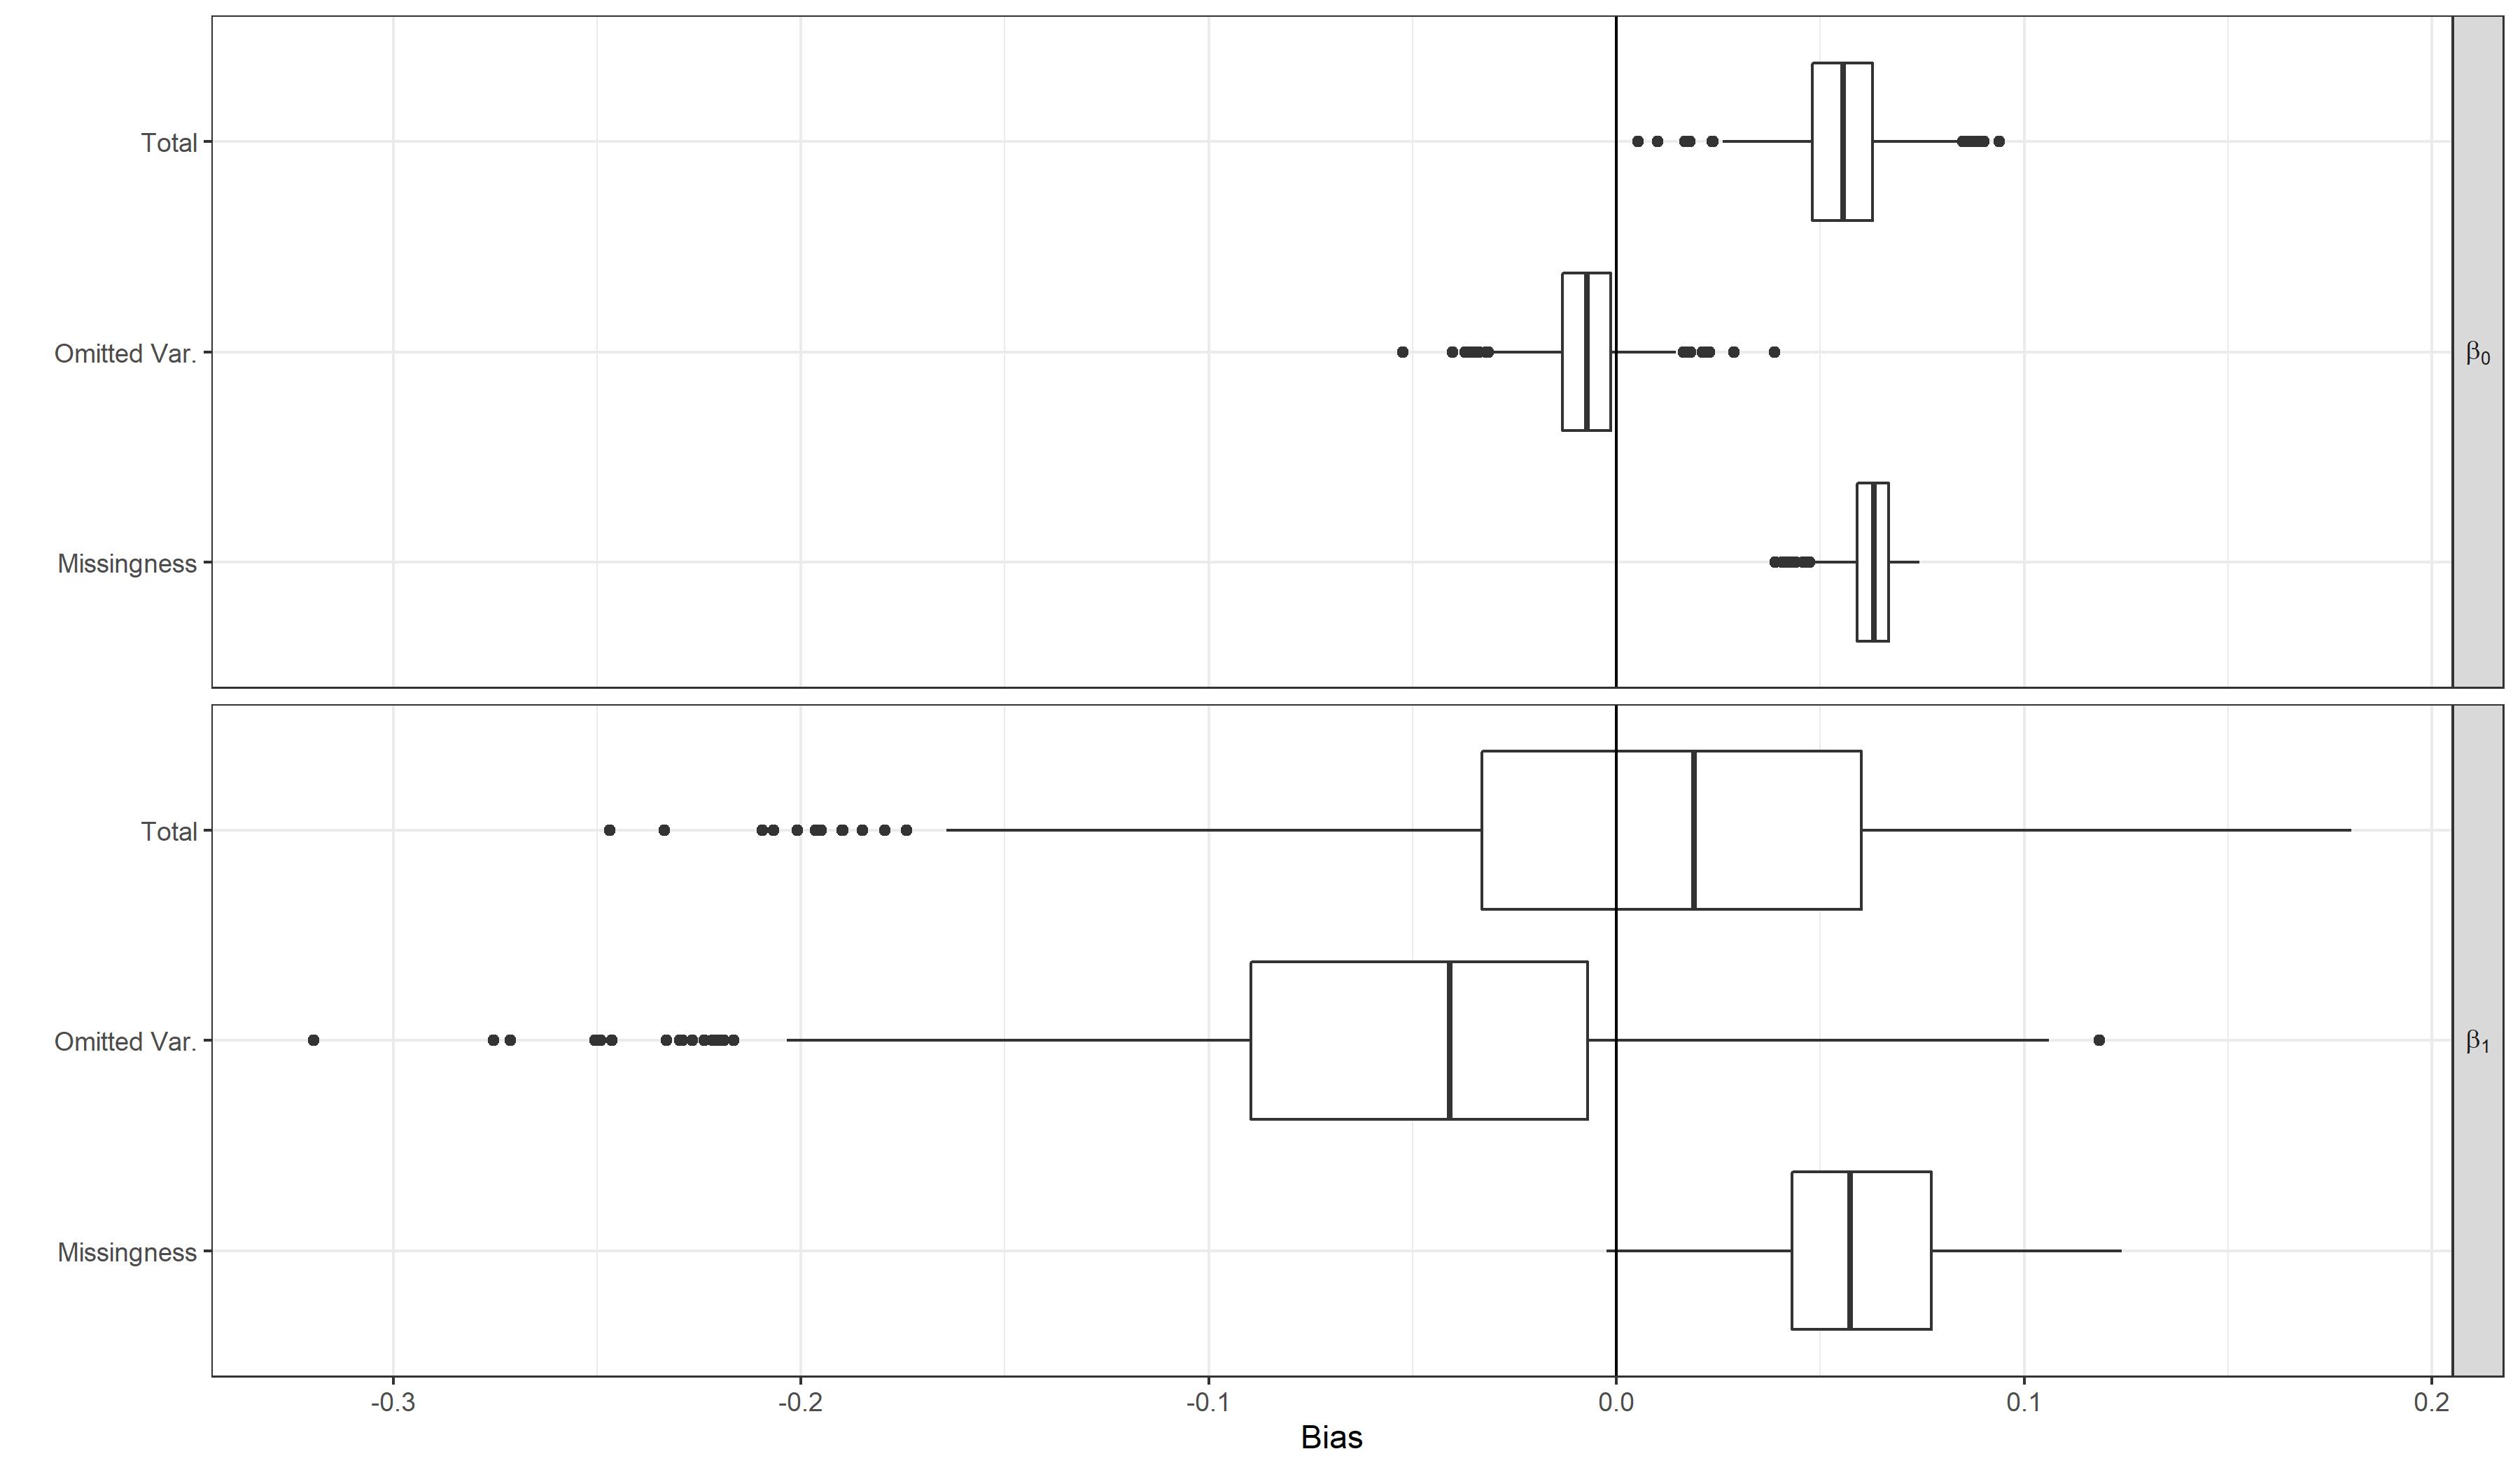 Total
Omitted Var.
Missingness
β0
Total
Omitted Var.
Missingness
β1
-0.3 -0.2 -0.1 0.0 0.1 0.2
Bias